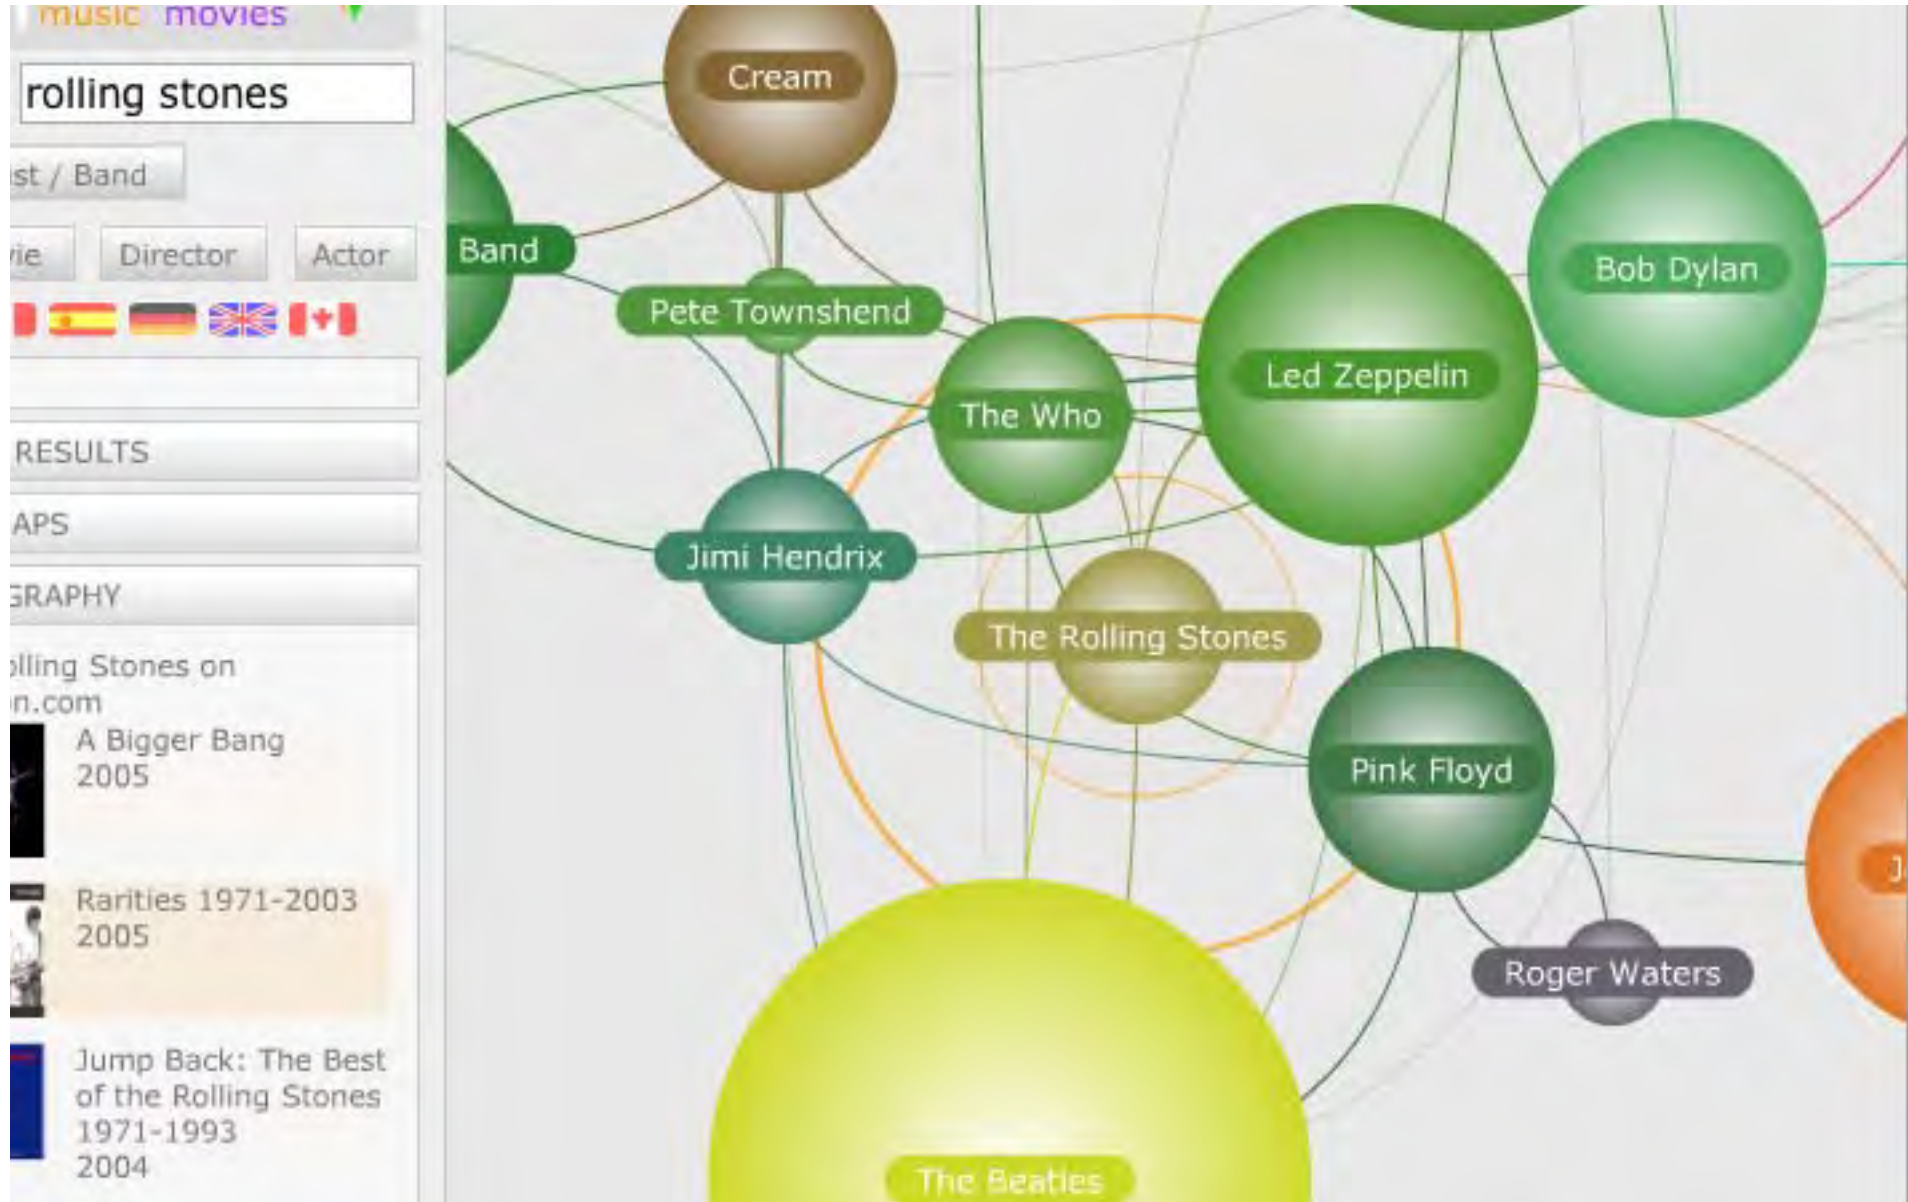 music movies
rolling stones
st / Band
ie
Director
Actor
RESULTS
APS
GRAPHY
lling Stones on
n.com
A Bigger Bang
2005
Rarities 1971-2003
2005
Jump Back: The Best
of the Rolling Stones
1971-1993
2004
Cream
Band
Pete Townshend
Bob Dylan
Led Zeppelin
The Who
Jimi Hendrix
The Rolling Stones
Pink Floyd
J
Roger Waters
The Beatles